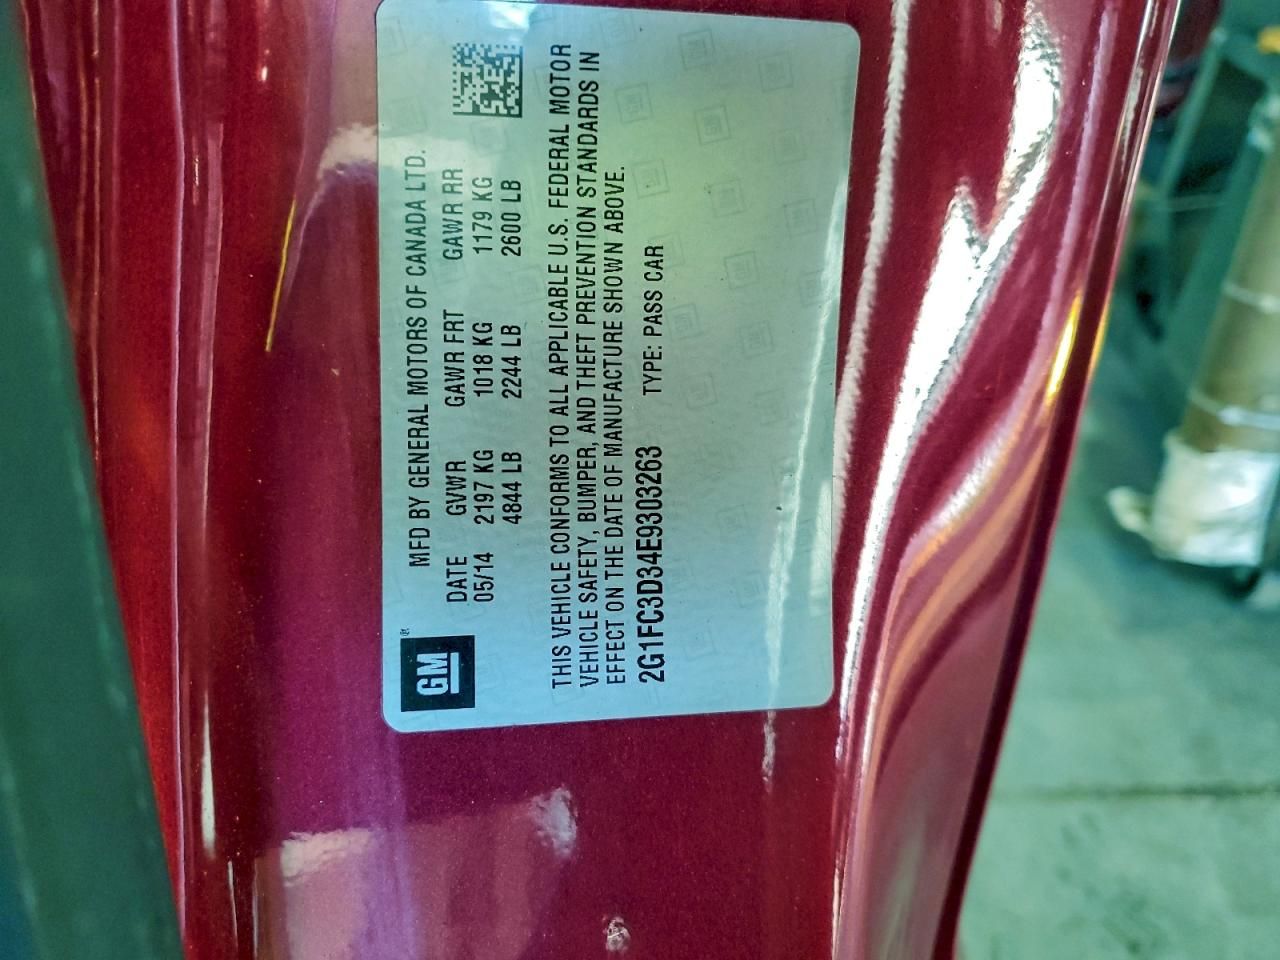 GM®
MFD BY GENERAL MOTORS OF CANADA LTD.
DATE GVWR GAWR FRT GAWR RR
05/14 2197 KG 1018 KG 1179 KG
4844 LB 2244 LB 2600 LB
THIS VEHICLE CONFORMS TO ALL APPLICABLE U.S. FEDERAL MOTOR
VEHICLE SAFETY, BUMPER, AND THEFT PREVENTION STANDARDS IN
EFFECT ON THE DATE OF MANUFACTURE SHOWN ABOVE.
2G1FC3D34E9303263 TYPE: PASS CAR